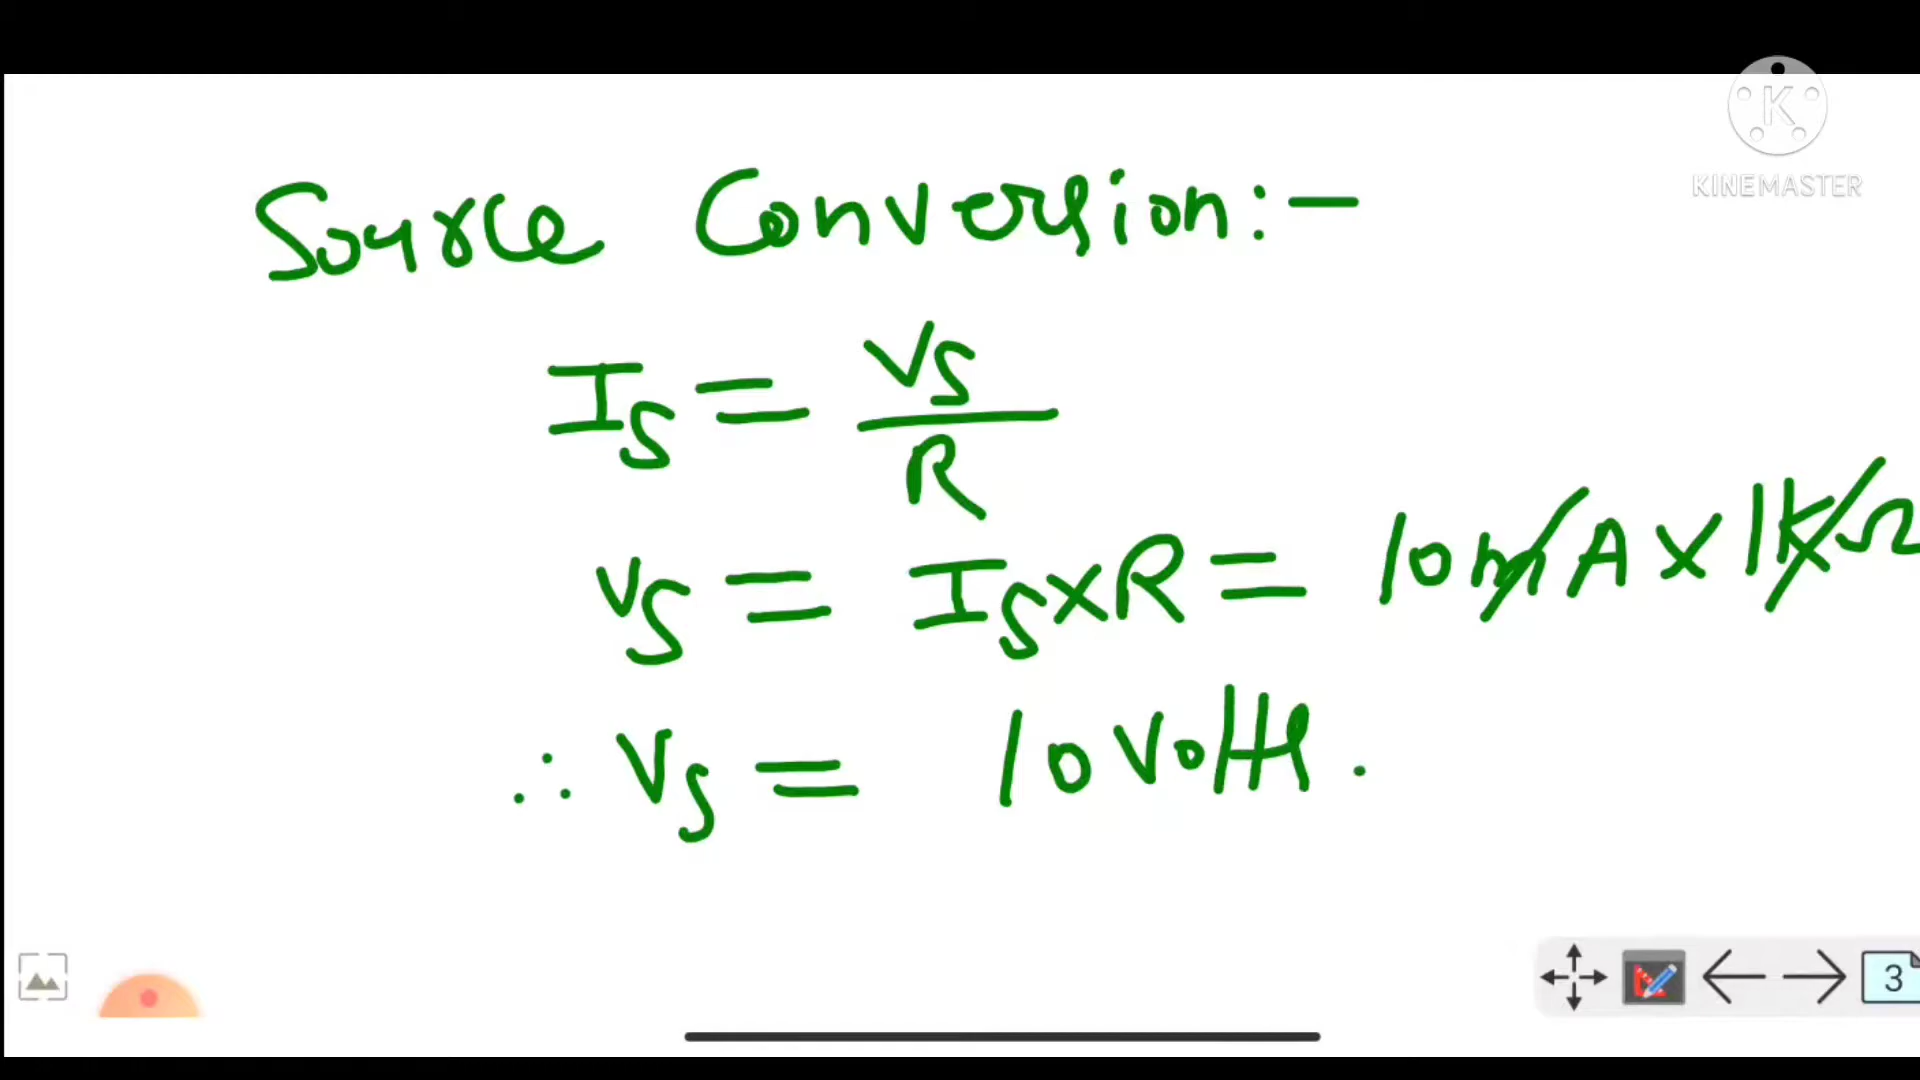 K
KINEMASTER
Source Conversion:-
Is = Vs / R
Vs = Is x R = 10mA x 1KΩ
∴ Vs = 10 Volts.
3